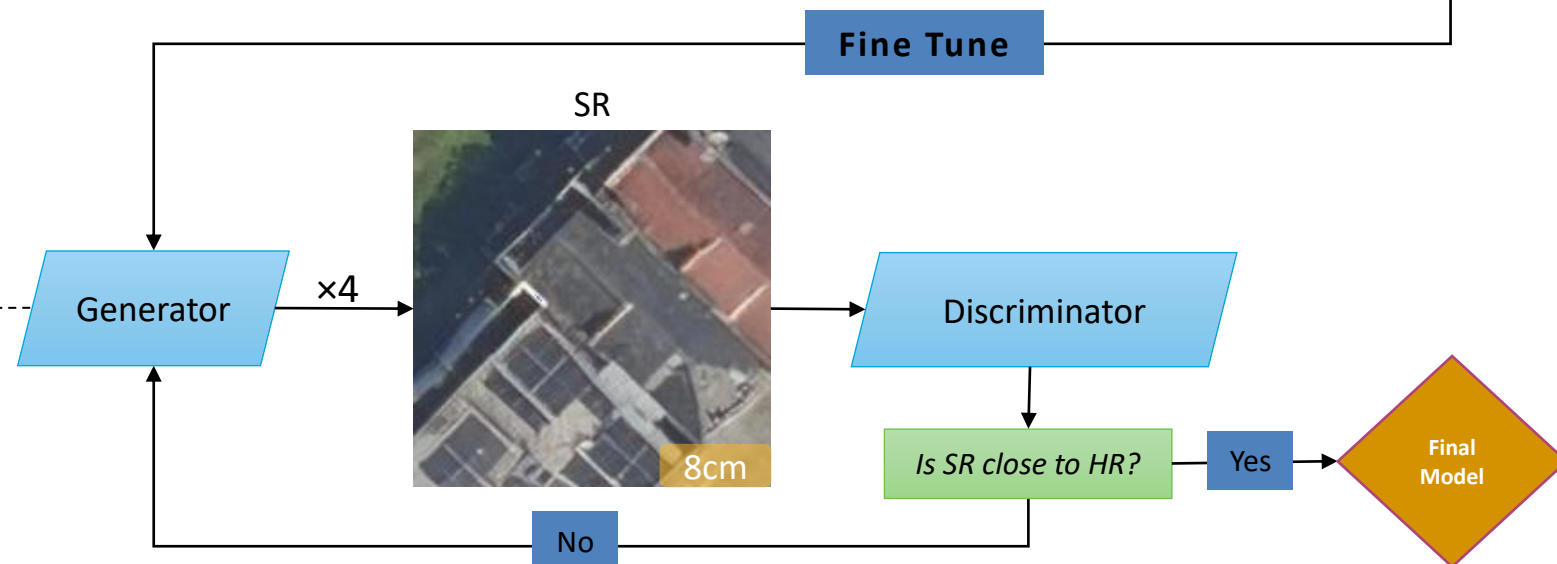 Fine Tune
SR
Generator
×4
Discriminator
8cm
Is SR close to HR?
Yes
Final
Model
No